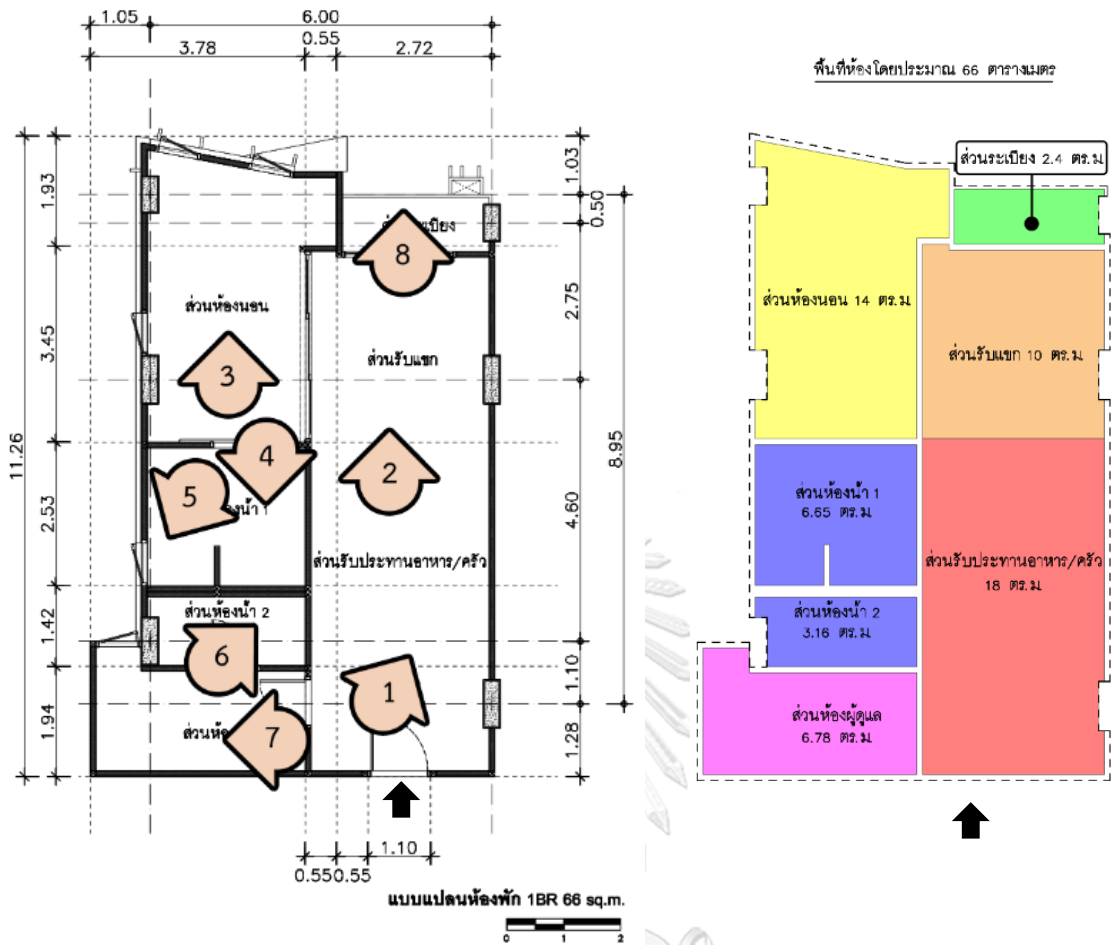 1.05
6.00
3.78
0.55
2.72
11.26
1.93
3.45
2.53
1.42
1.94
1.03
0.50
2.75
8.95
4.60
1.10
1.28
8
ส่วนห้องนอน
3
ส่วนรับแขก
4
2
5
ส่วนรับประทานอาหาร/ครัว
ส่วนห้องน้ำ 2
6
1
7
0.55
0.55
1.10
แบบแปลนห้องพัก 1BR 66 sq.m.
0
1
2
พื้นที่ห้องโดยประมาณ 66 ตารางเมตร
ส่วนระเบียง 2.4 ตร.ม.
ส่วนห้องนอน 14 ตร.ม.
ส่วนรับแขก 10 ตร.ม.
ส่วนห้องน้ำ 1
6.65 ตร.ม.
ส่วนรับประทานอาหาร/ครัว
18 ตร.ม.
ส่วนห้องน้ำ 2
3.16 ตร.ม.
ส่วนห้องผู้ดูแล
6.78 ตร.ม.